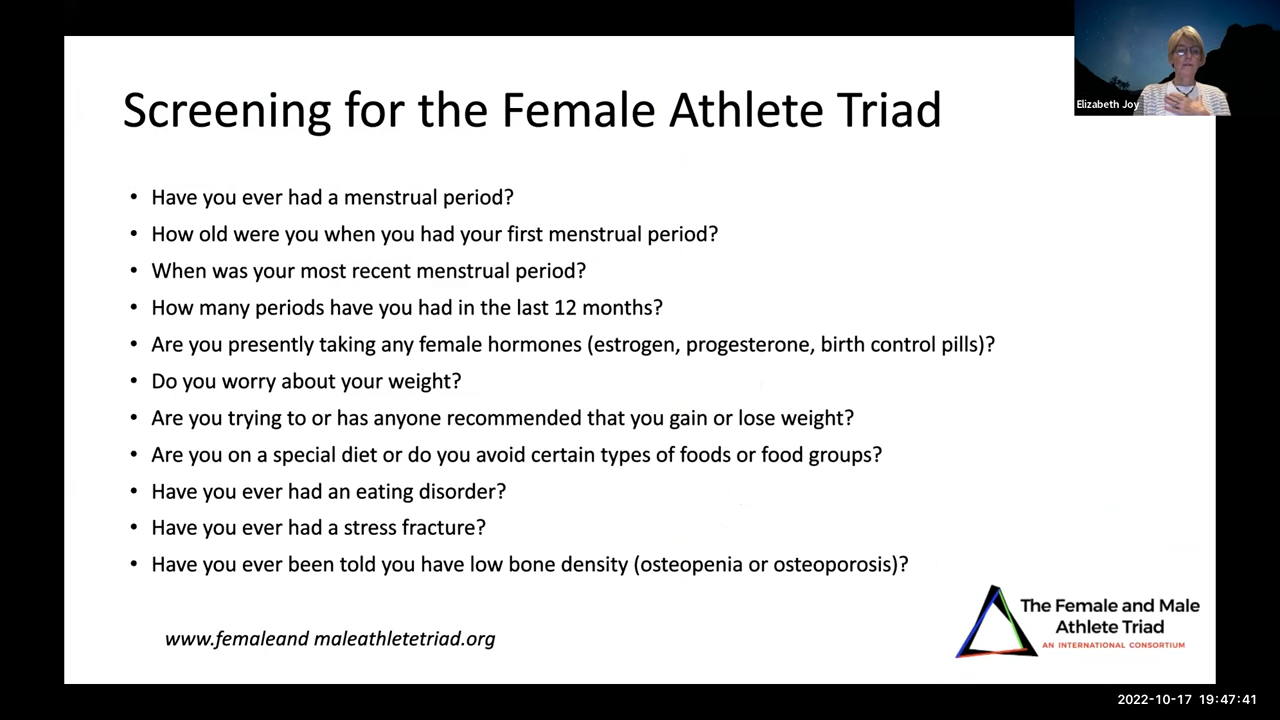 Screening for the Female Athlete Triad
Elizabeth Joy
• Have you ever had a menstrual period?
• How old were you when you had your first menstrual period?
• When was your most recent menstrual period?
• How many periods have you had in the last 12 months?
• Are you presently taking any female hormones (estrogen, progesterone, birth control pills)?
• Do you worry about your weight?
• Are you trying to or has anyone recommended that you gain or lose weight?
• Are you on a special diet or do you avoid certain types of foods or food groups?
• Have you ever had an eating disorder?
• Have you ever had a stress fracture?
• Have you ever been told you have low bone density (osteopenia or osteoporosis)?
www.femaleand maleathletetriad.org
The Female and Male
Athlete Triad
AN INTERNATIONAL CONSORTIUM
2022-10-17 19:47:41